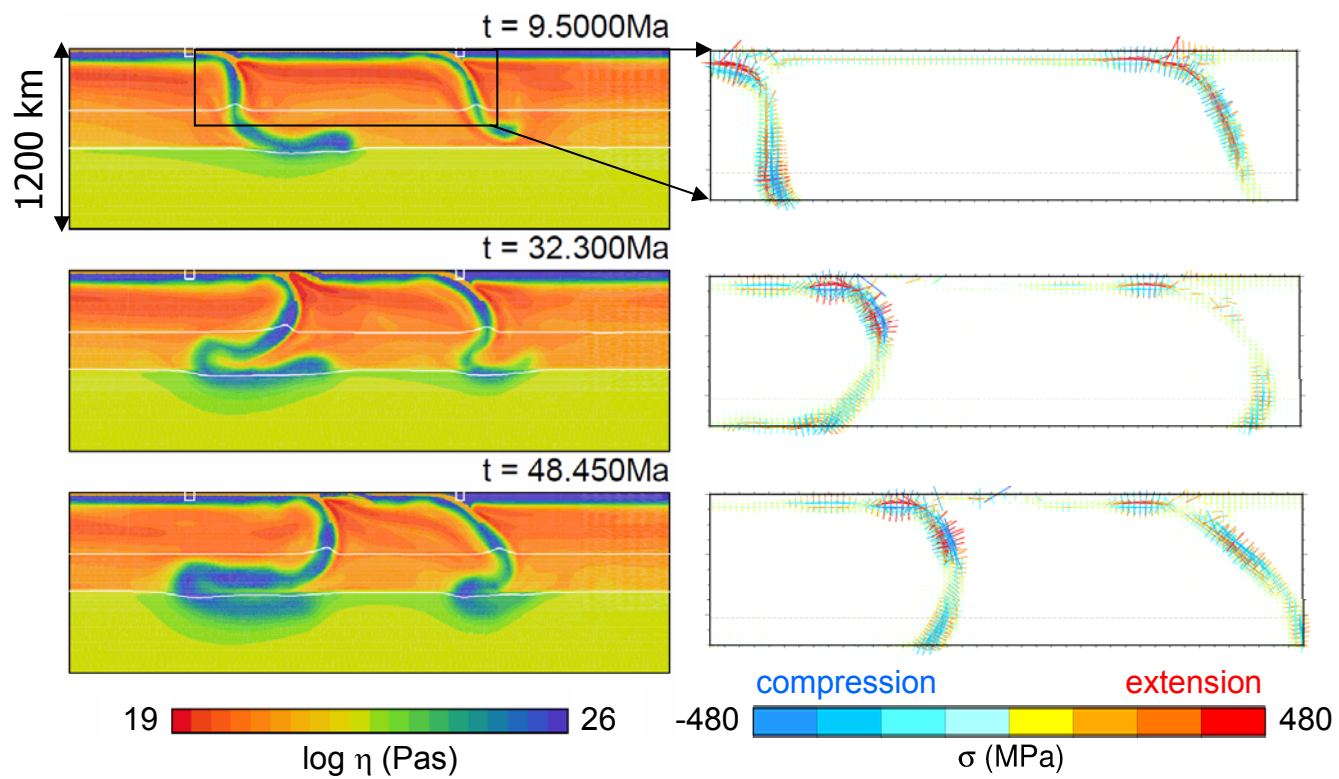 t = 9.5000Ma
1200 km
t = 32.300Ma
t = 48.450Ma
compression extension
19 26
log η (Pas)
-480 480
σ (MPa)